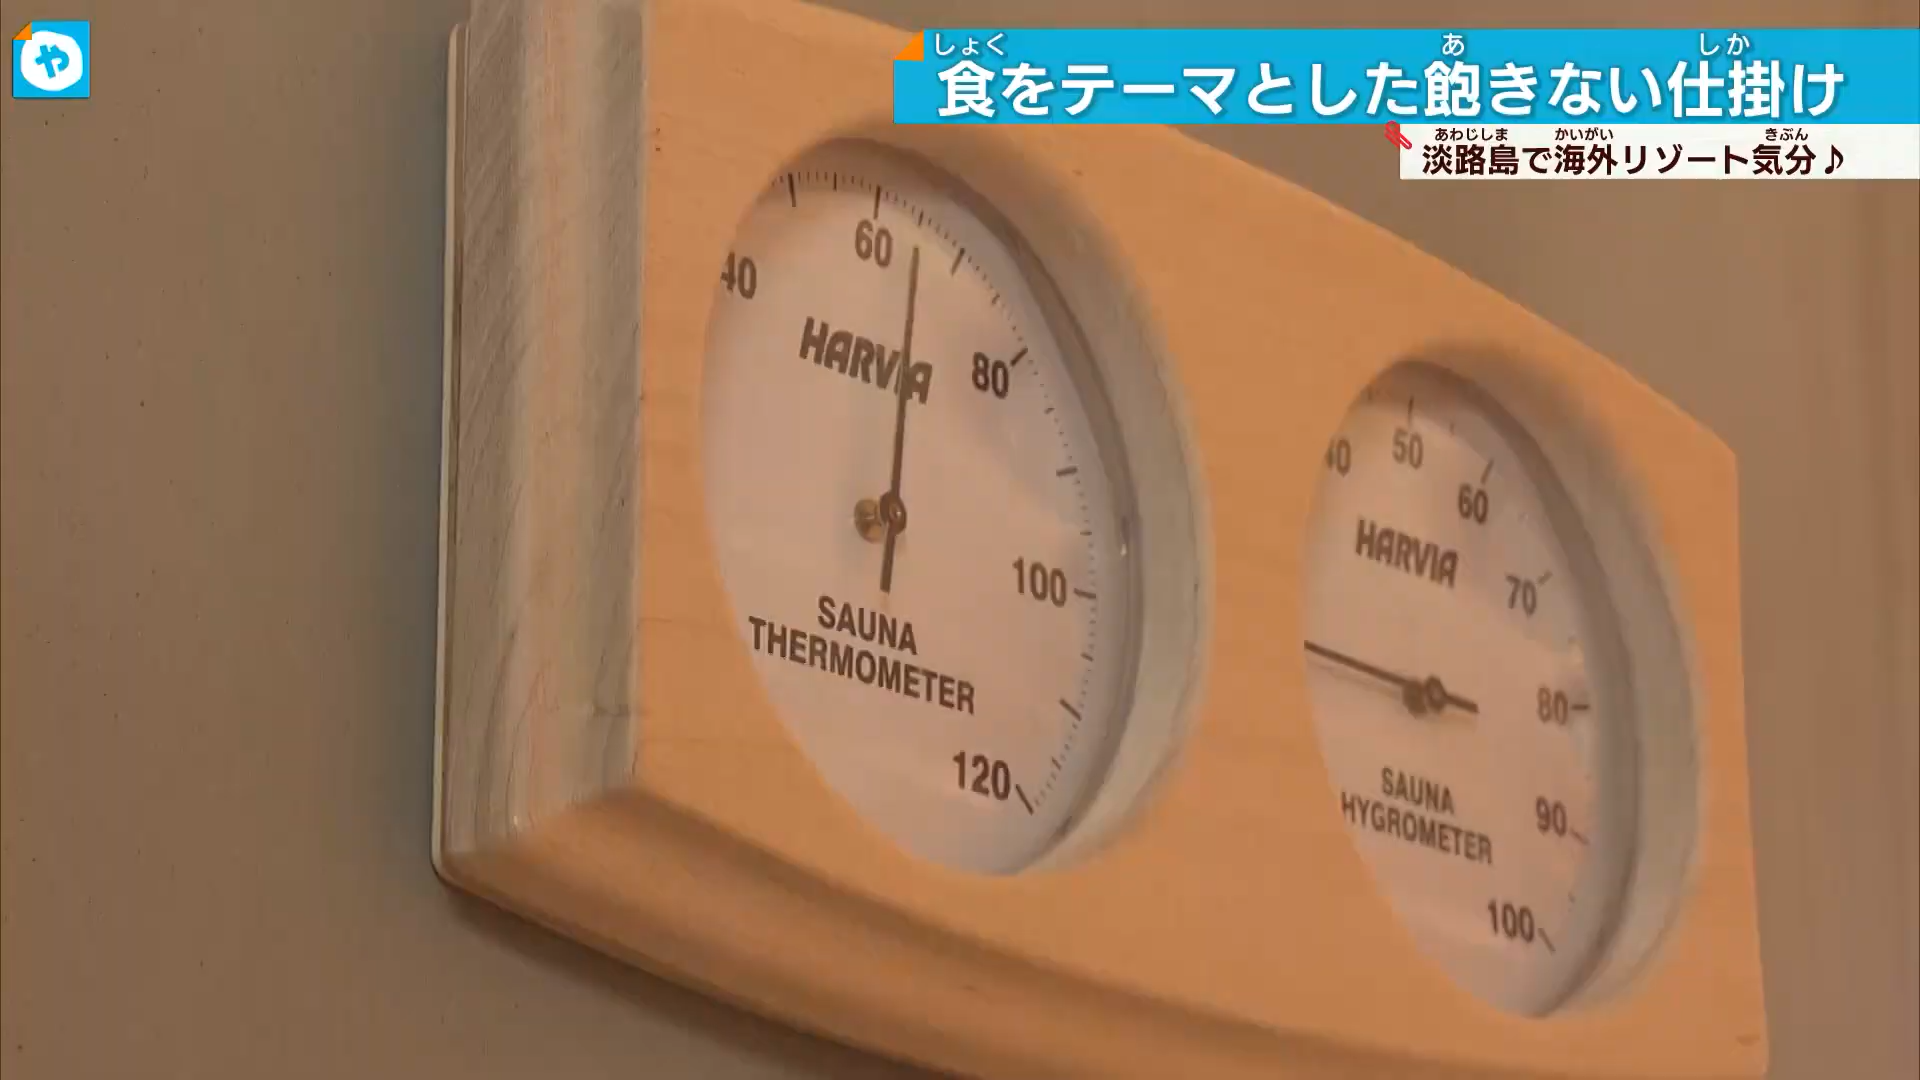 や
しょく あ しか
食をテーマとした飽きない仕掛け
あわじしま かいがい きぶん
淡路島で海外リゾート気分♪
40
60
80
100
120
HARVIA
SAUNA
THERMOMETER
40
50
60
70
80
90
100
HARVIA
SAUNA
HYGROMETER